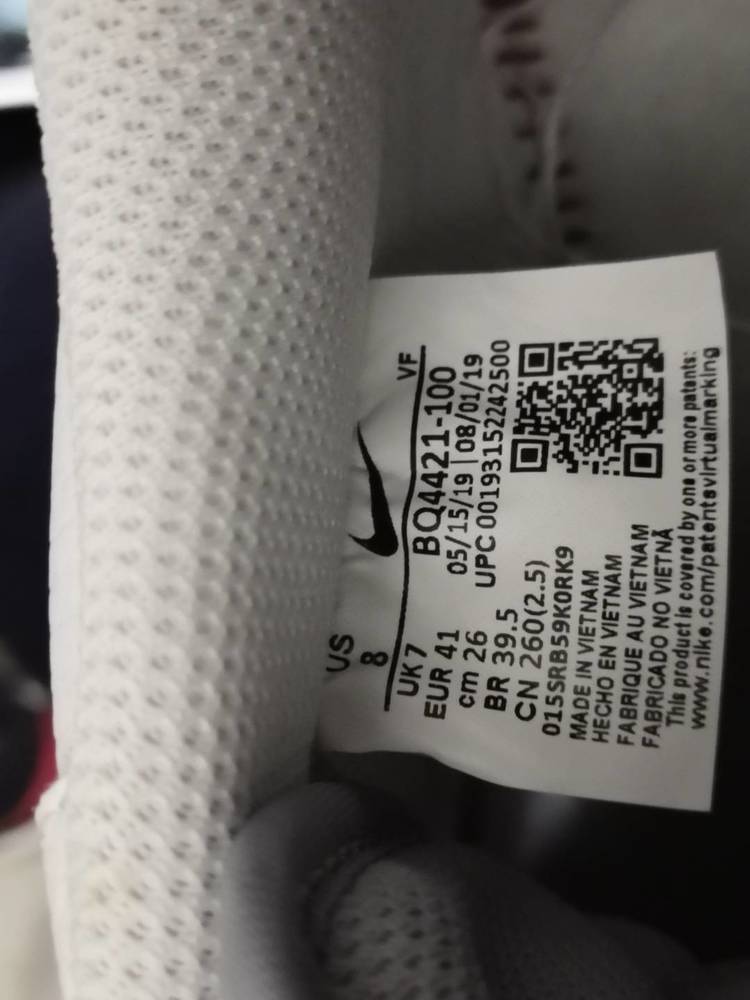 US
8
VF
UK 7
EUR 41
cm 26
BR 39.5
CN 260(2.5)
BQ4421-100
05/15/19 | 08/01/19
UPC 00193152242500
015SRB59K0RK9
MADE IN VIETNAM
HECHO EN VIETNAM
FABRIQUE AU VIETNAM
FABRICADO NO VIETNÃ
This product is covered by one or more patents:
www.nike.com/patentsvirtualmarking